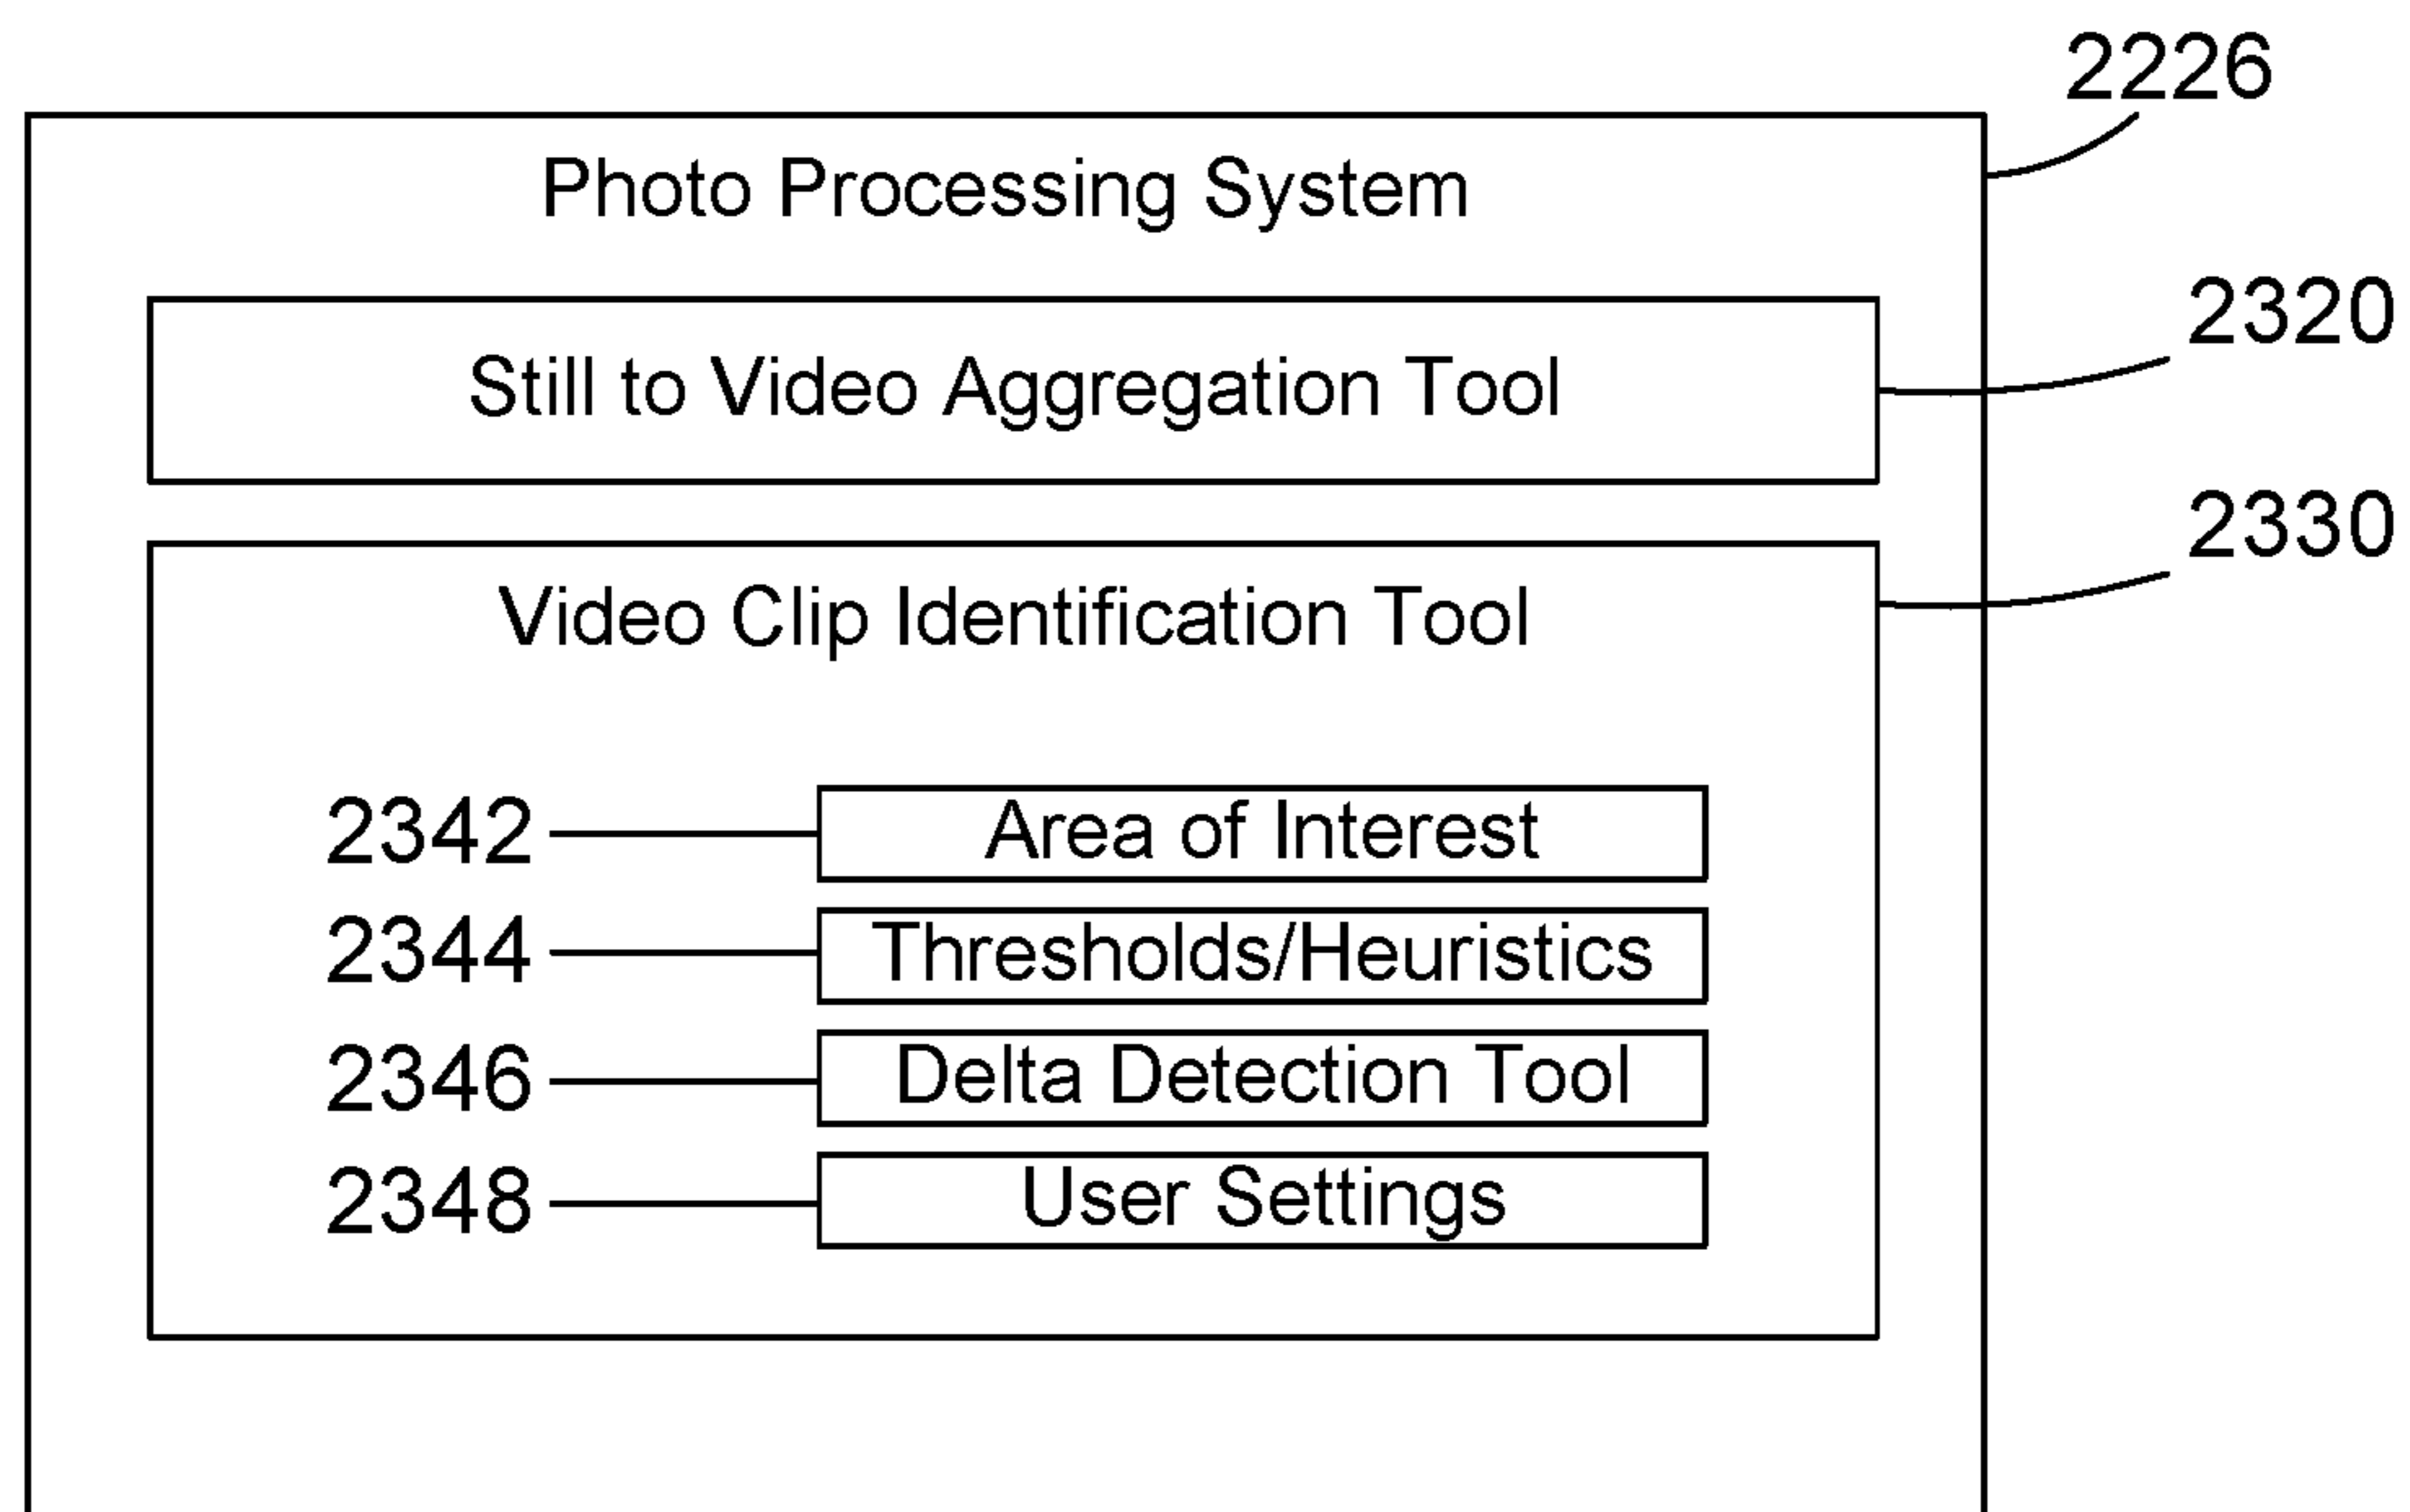 2226
Photo Processing System
2320
Still to Video Aggregation Tool
2330
Video Clip Identification Tool
2342 Area of Interest
2344 Thresholds/Heuristics
2346 Delta Detection Tool
2348 User Settings